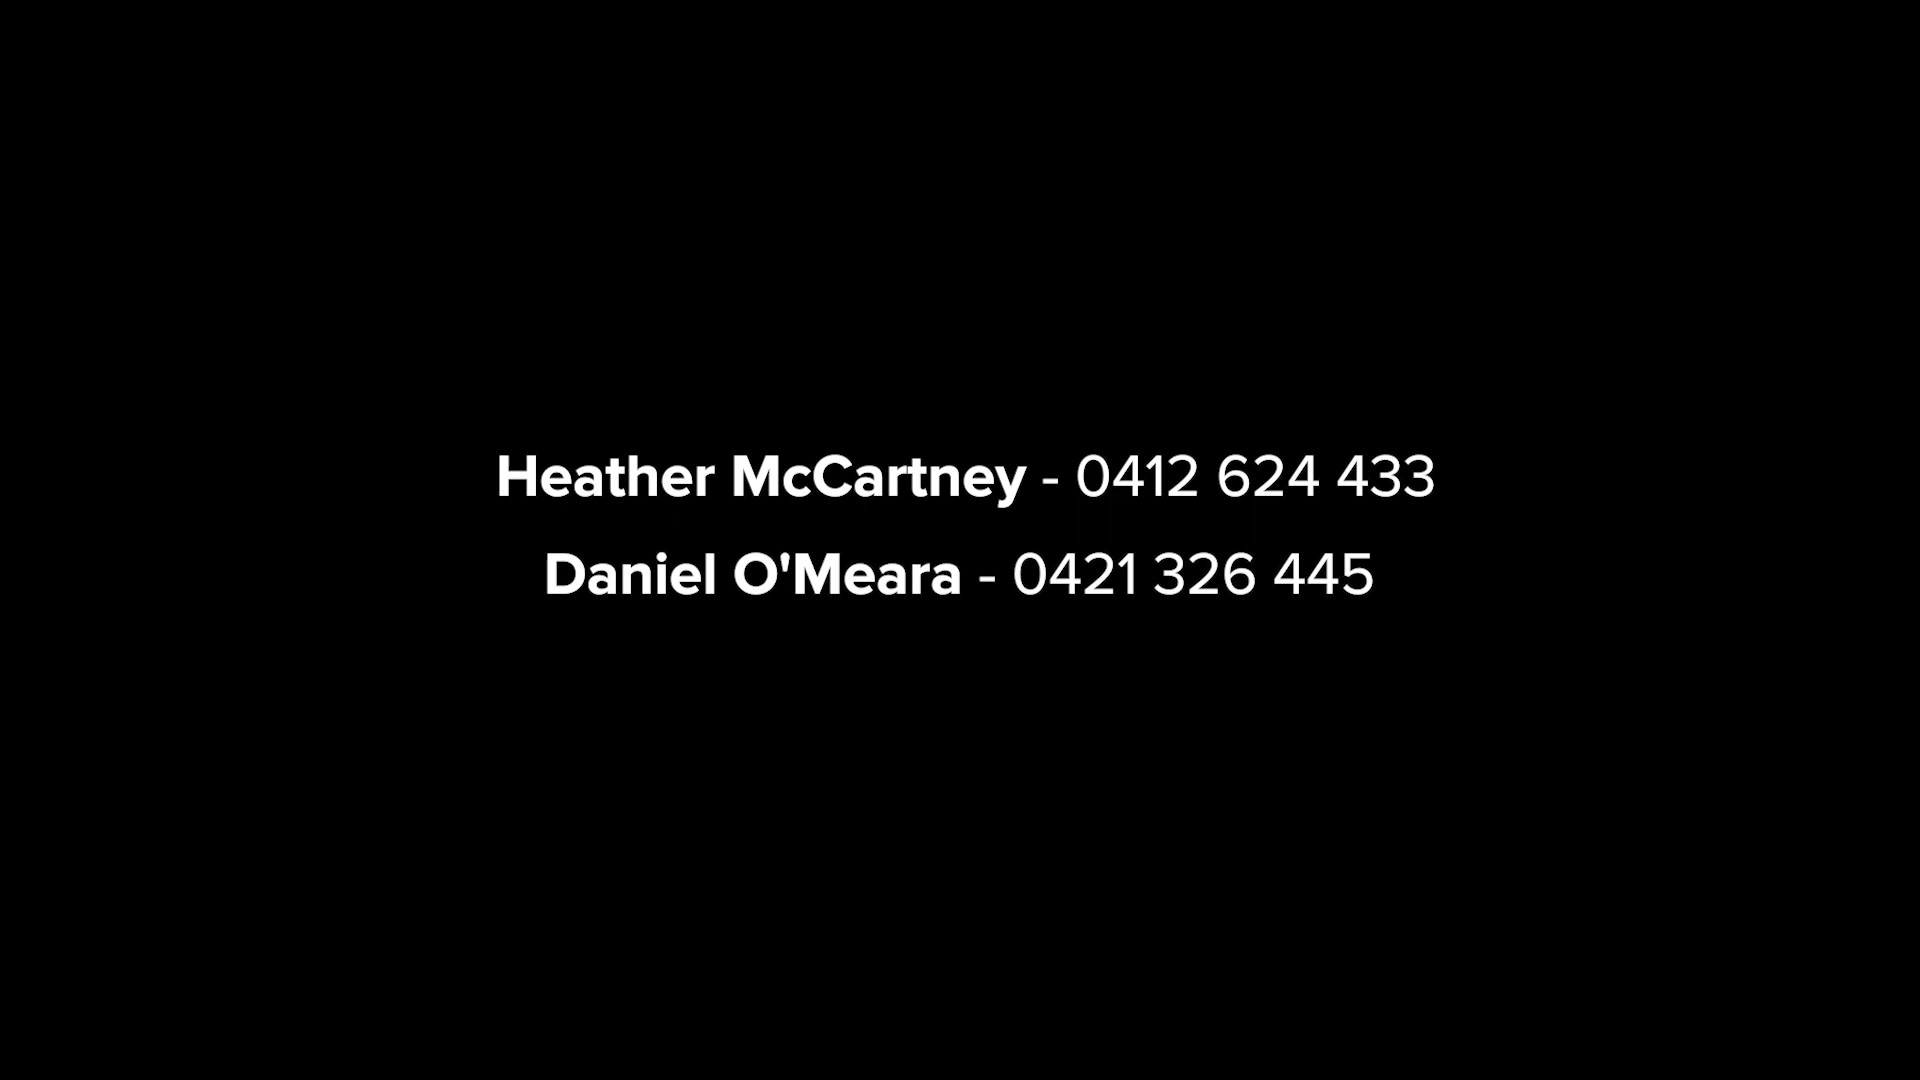 Heather McCartney - 0412 624 433
Daniel O'Meara - 0421 326 445